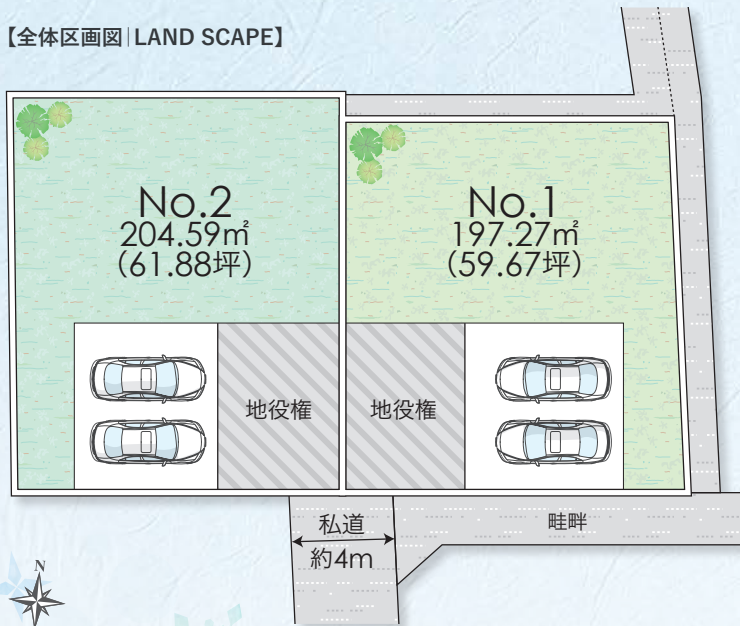 【全体区画図|LAND SCAPE】
No.2
204.59㎡
(61.88坪)
No.1
197.27㎡
(59.67坪)
地役権
地役権
私道
約4m
畦畔
N